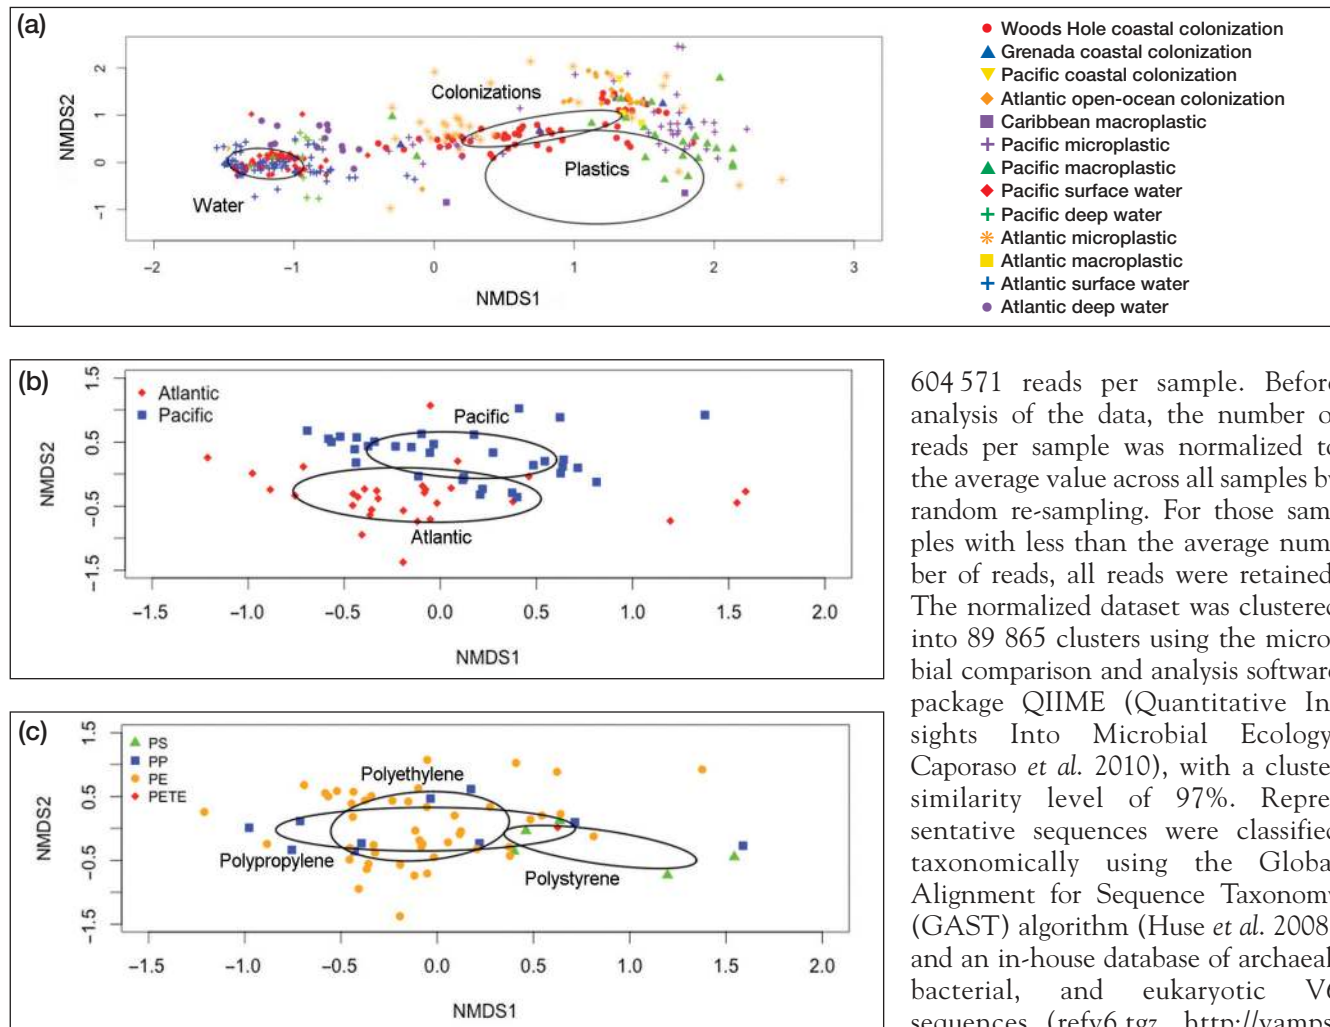 (a)
NMDS2
2
1
0
−1
Colonizations
Plastics
Water
−2 −1 0 1 2 3
NMDS1
Woods Hole coastal colonization
Grenada coastal colonization
Pacific coastal colonization
Atlantic open-ocean colonization
Caribbean macroplastic
Pacific microplastic
Pacific macroplastic
Pacific surface water
Pacific deep water
Atlantic microplastic
Atlantic macroplastic
Atlantic surface water
Atlantic deep water
(b)
NMDS2
1.5
0.5
−0.5
−1.5
Atlantic
Pacific
Pacific
Atlantic
−1.5 −1.0 −0.5 0.0 0.5 1.0 1.5 2.0
NMDS1
(c)
NMDS2
1.5
0.5
−0.5
−1.5
PS
PP
PE
PETE
Polyethylene
Polypropylene
Polystyrene
−1.5 −1.0 −0.5 0.0 0.5 1.0 1.5 2.0
NMDS1
604 571 reads per sample. Before
analysis of the data, the number o
reads per sample was normalized to
the average value across all samples by
random re-sampling. For those sam
ples with less than the average num
ber of reads, all reads were retained
The normalized dataset was clustered
into 89 865 clusters using the micro
bial comparison and analysis software
package QIIME (Quantitative In
sights Into Microbial Ecology
Caporaso et al. 2010), with a cluste
similarity level of 97%. Repre
sentative sequences were classified
taxonomically using the Globa
Alignment for Sequence Taxonomy
(GAST) algorithm (Huse et al. 2008
and an in-house database of archaeal
bacterial, and eukaryotic V6
sequences (refv6.tgz http://vamps